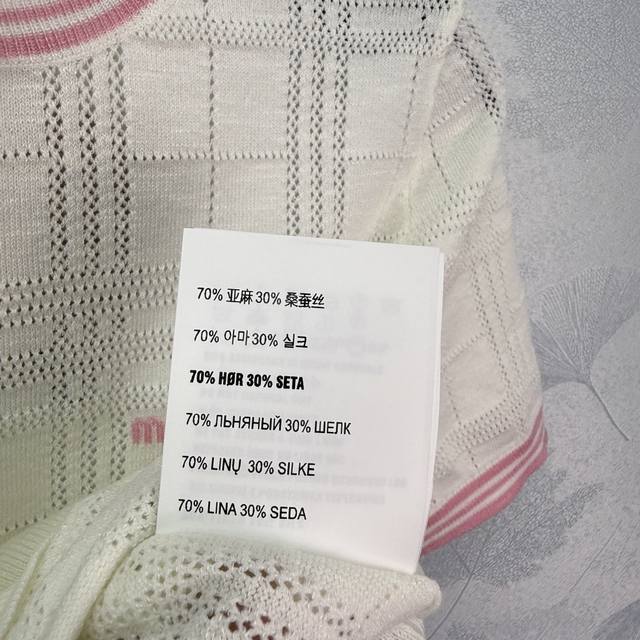 70% 亚麻 30% 桑蚕丝
70% 아마 30% 실크
70% HØR 30% SETA
70% ЛЬНЯНЫЙ 30% ШЕЛК
70% LINŲ 30% SILKE
70% LINA 30% SEDA